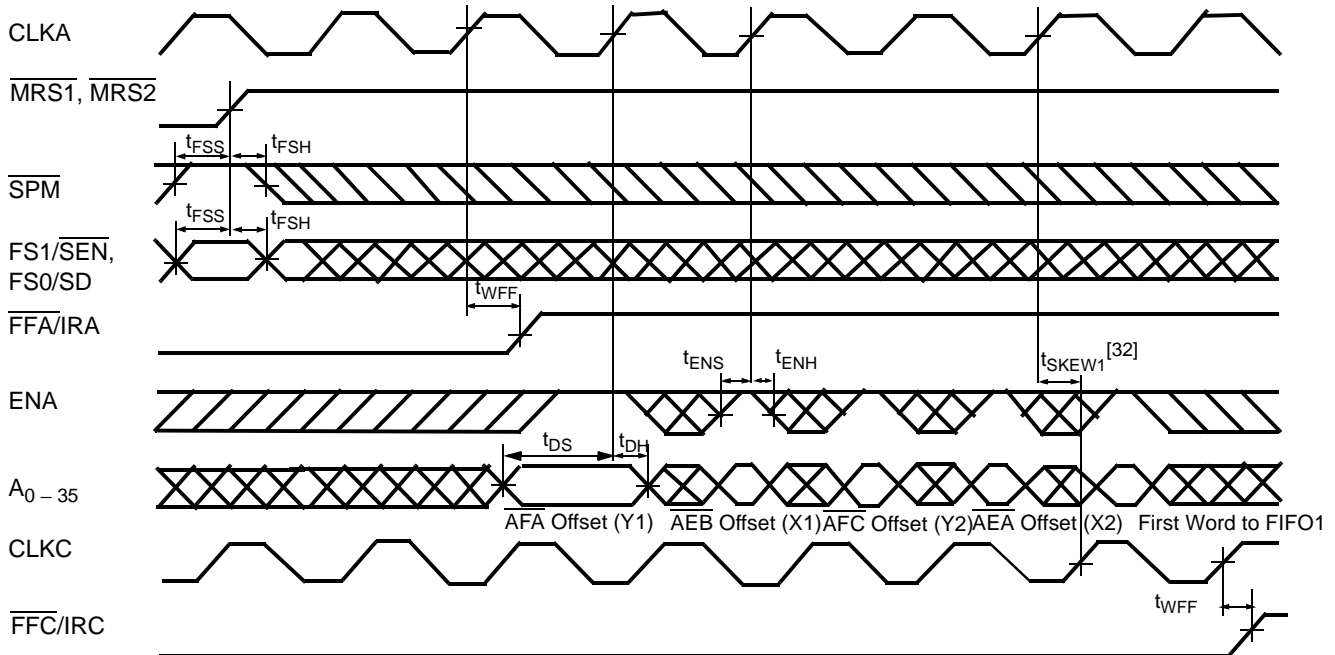 CLKA
MRS1, MRS2
tFSS tFSH
SPM
tFSS tFSH
FS1/SEN,
FS0/SD
tWFF
FFA/IRA
tENS tENH tSKEW1[32]
ENA
tDS tDH
A0 – 35
AFA Offset (Y1) AEB Offset (X1) AFC Offset (Y2) AEA Offset (X2) First Word to FIFO1
CLKC
tWFF
FFC/IRC